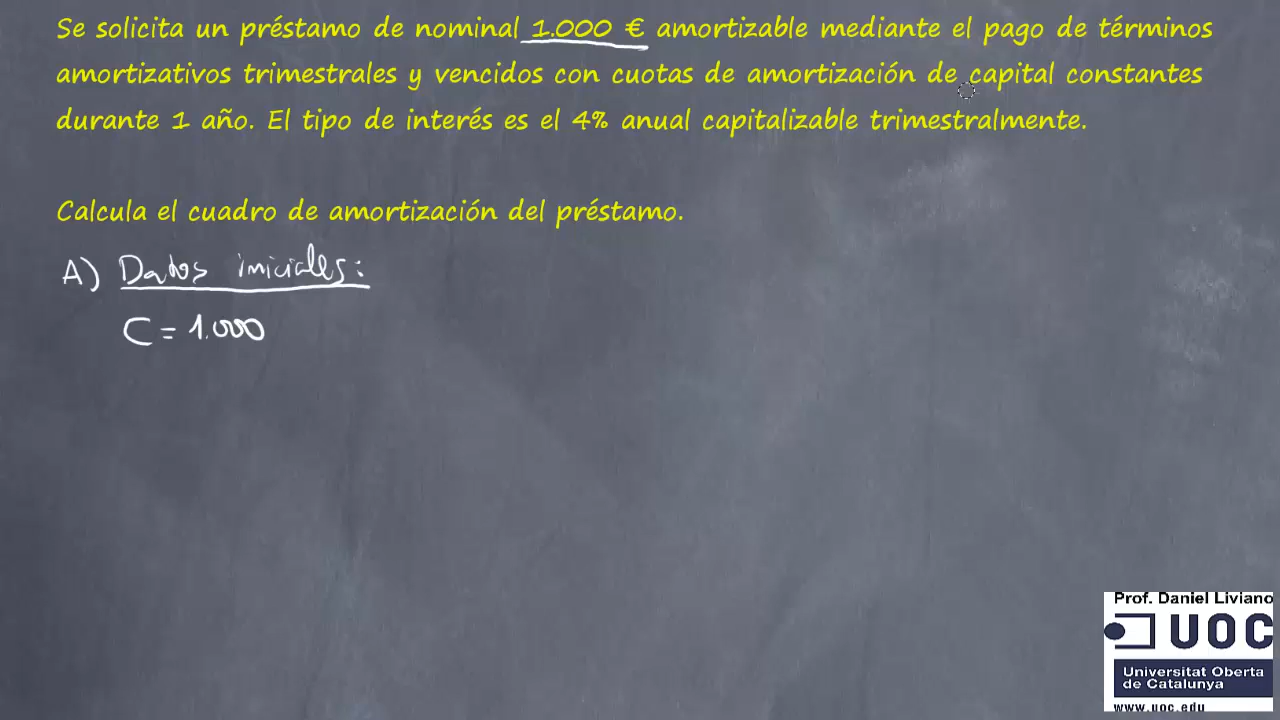 Se solicita un préstamo de nominal 1.000 € amortizable mediante el pago de términos
amortizativos trimestrales y vencidos con cuotas de amortización de capital constantes
durante 1 año. El tipo de interés es el 4% anual capitalizable trimestralmente.
Calcula el cuadro de amortización del préstamo.
A) Datos iniciales:
C = 1.000
Prof. Daniel Liviano
UOC
Universitat Oberta
de Catalunya
www.uoc.edu